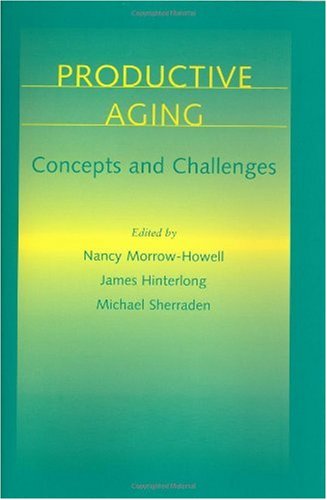 PRODUCTIVE
AGING:
Concepts and Challenges
Edited by
Nancy Morrow-Howell
James Hinterlong
Michael Sherraden